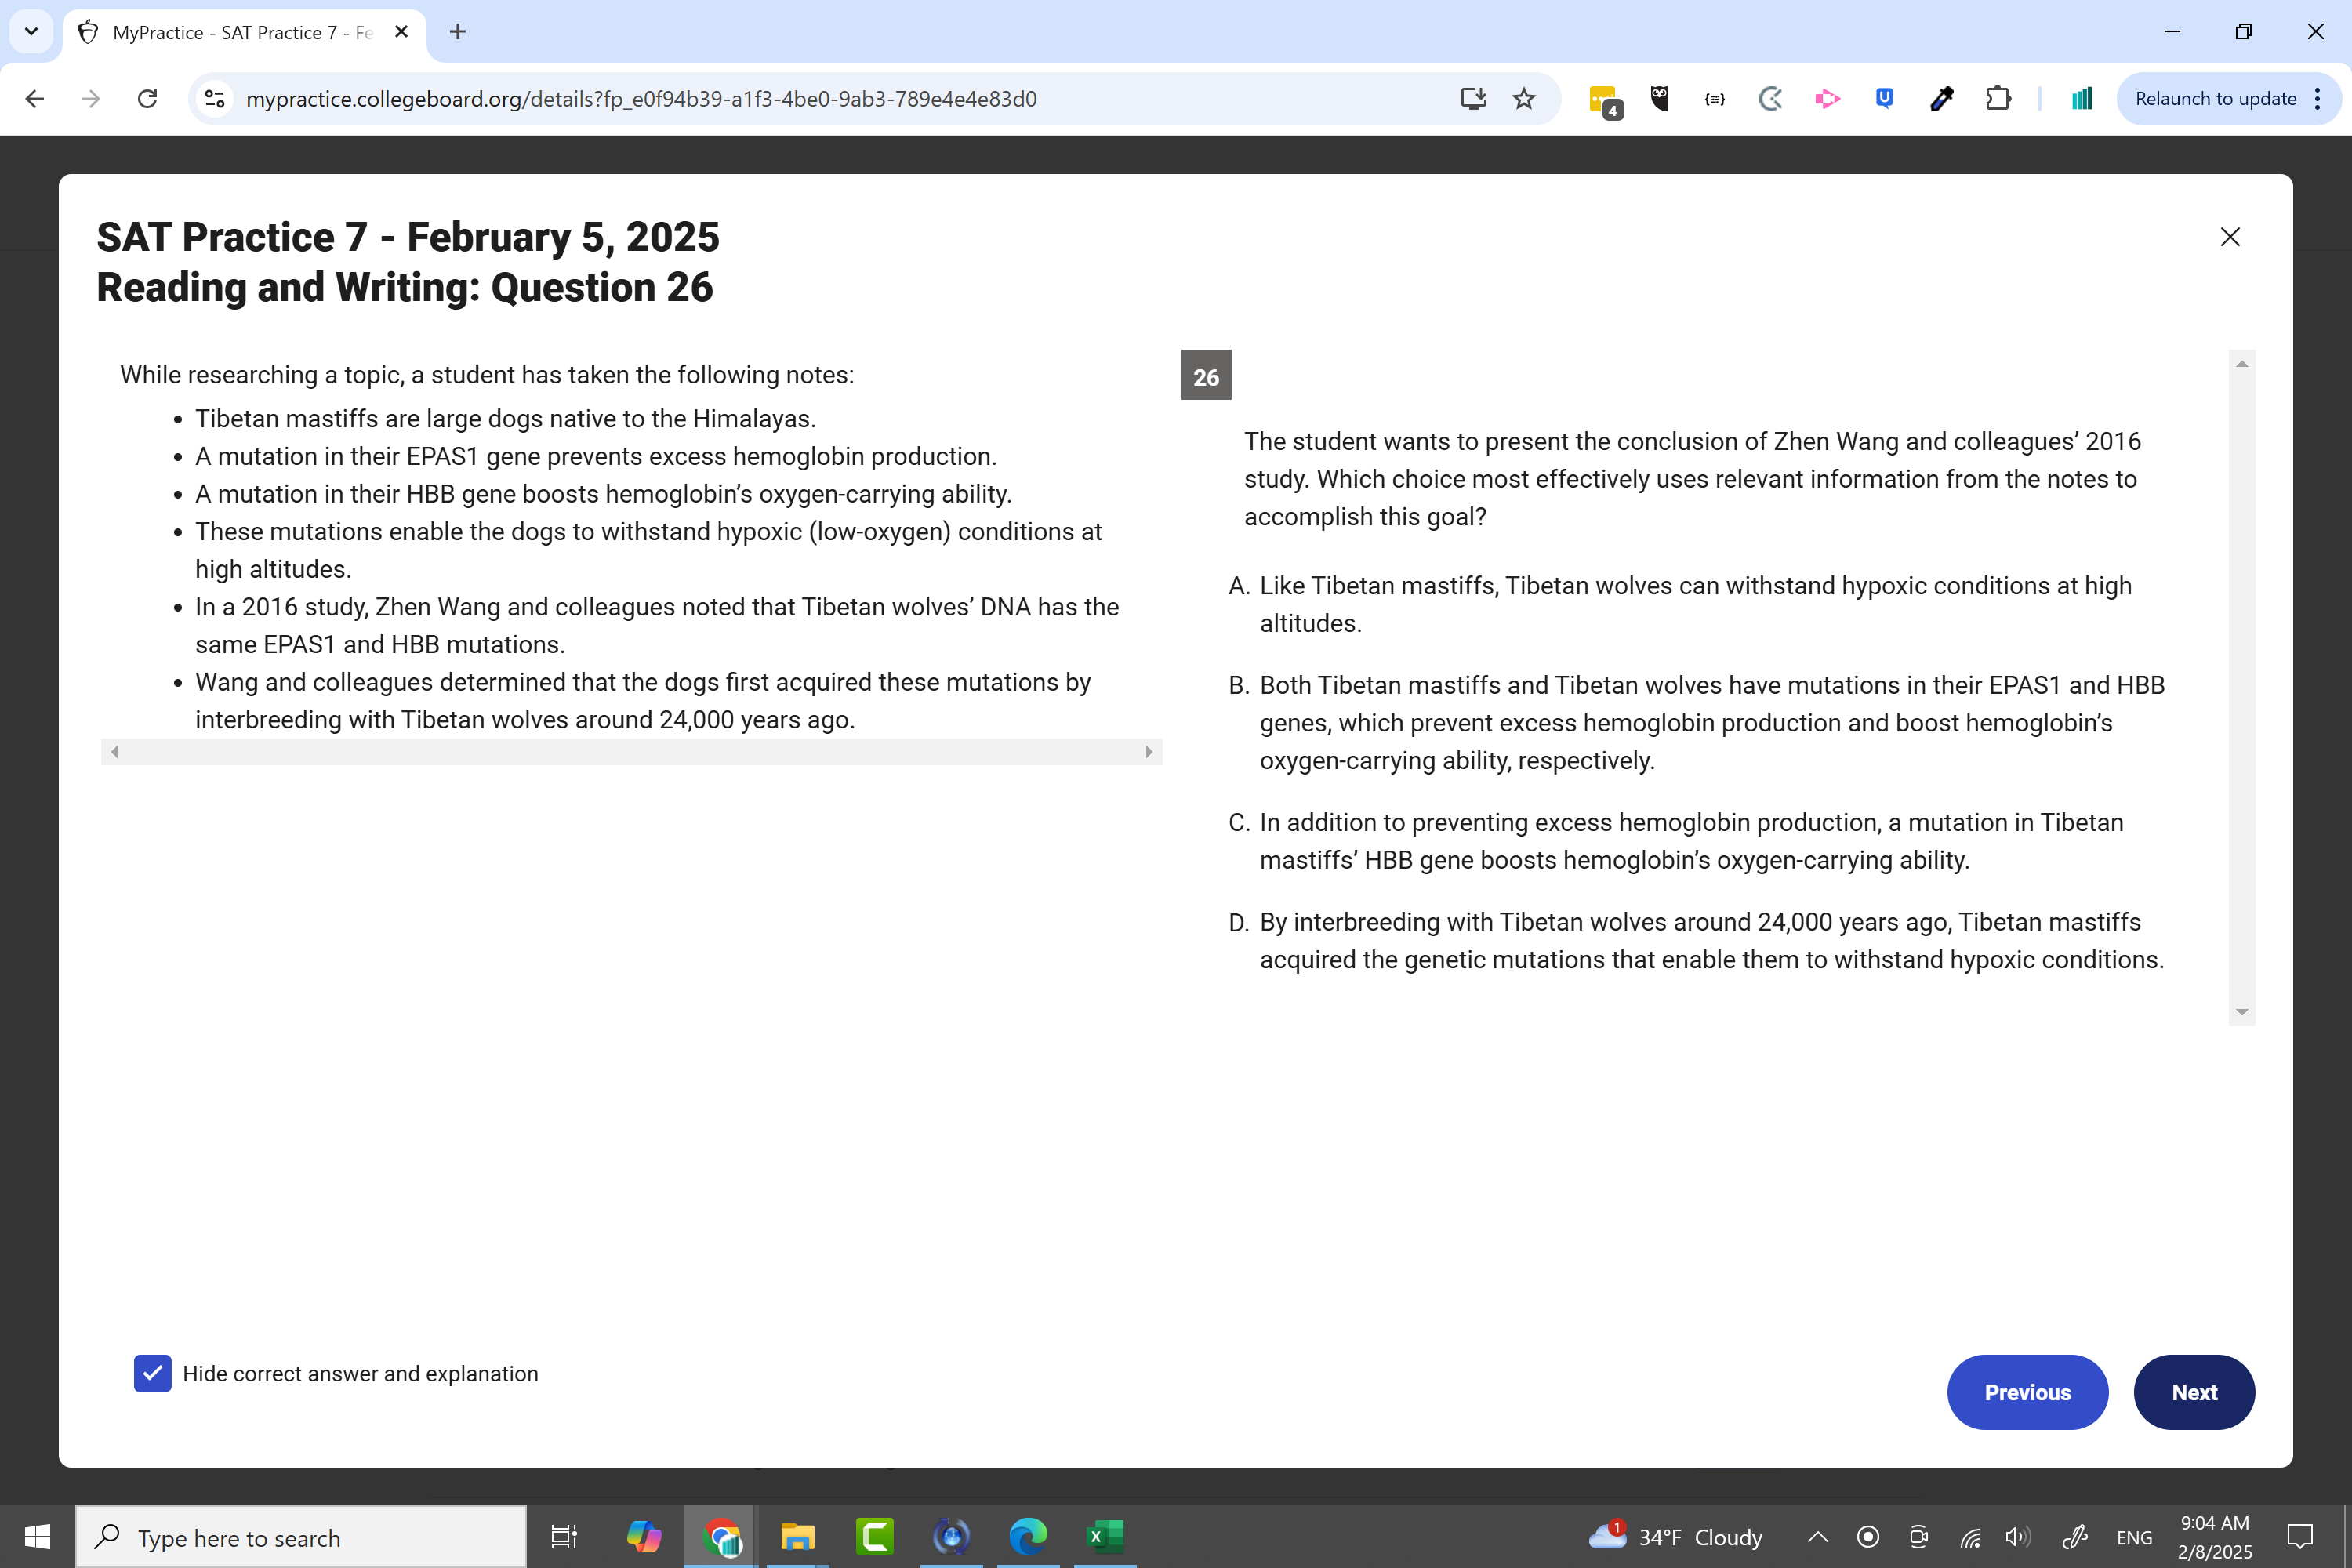 MyPractice - SAT Practice 7 - Fe
mypractice.collegeboard.org/details?fp_e0f94b39-a1f3-4be0-9ab3-789e4e4e83d0
4
Relaunch to update
SAT Practice 7 - February 5, 2025
Reading and Writing: Question 26
While researching a topic, a student has taken the following notes:
• Tibetan mastiffs are large dogs native to the Himalayas.
• A mutation in their EPAS1 gene prevents excess hemoglobin production.
• A mutation in their HBB gene boosts hemoglobin’s oxygen-carrying ability.
• These mutations enable the dogs to withstand hypoxic (low-oxygen) conditions at
high altitudes.
• In a 2016 study, Zhen Wang and colleagues noted that Tibetan wolves’ DNA has the
same EPAS1 and HBB mutations.
• Wang and colleagues determined that the dogs first acquired these mutations by
interbreeding with Tibetan wolves around 24,000 years ago.
26
The student wants to present the conclusion of Zhen Wang and colleagues’ 2016
study. Which choice most effectively uses relevant information from the notes to
accomplish this goal?
A. Like Tibetan mastiffs, Tibetan wolves can withstand hypoxic conditions at high
altitudes.
B. Both Tibetan mastiffs and Tibetan wolves have mutations in their EPAS1 and HBB
genes, which prevent excess hemoglobin production and boost hemoglobin’s
oxygen-carrying ability, respectively.
C. In addition to preventing excess hemoglobin production, a mutation in Tibetan
mastiffs’ HBB gene boosts hemoglobin’s oxygen-carrying ability.
D. By interbreeding with Tibetan wolves around 24,000 years ago, Tibetan mastiffs
acquired the genetic mutations that enable them to withstand hypoxic conditions.
Hide correct answer and explanation
Previous
Next
Type here to search
1
34°F Cloudy
ENG
9:04 AM
2/8/2025